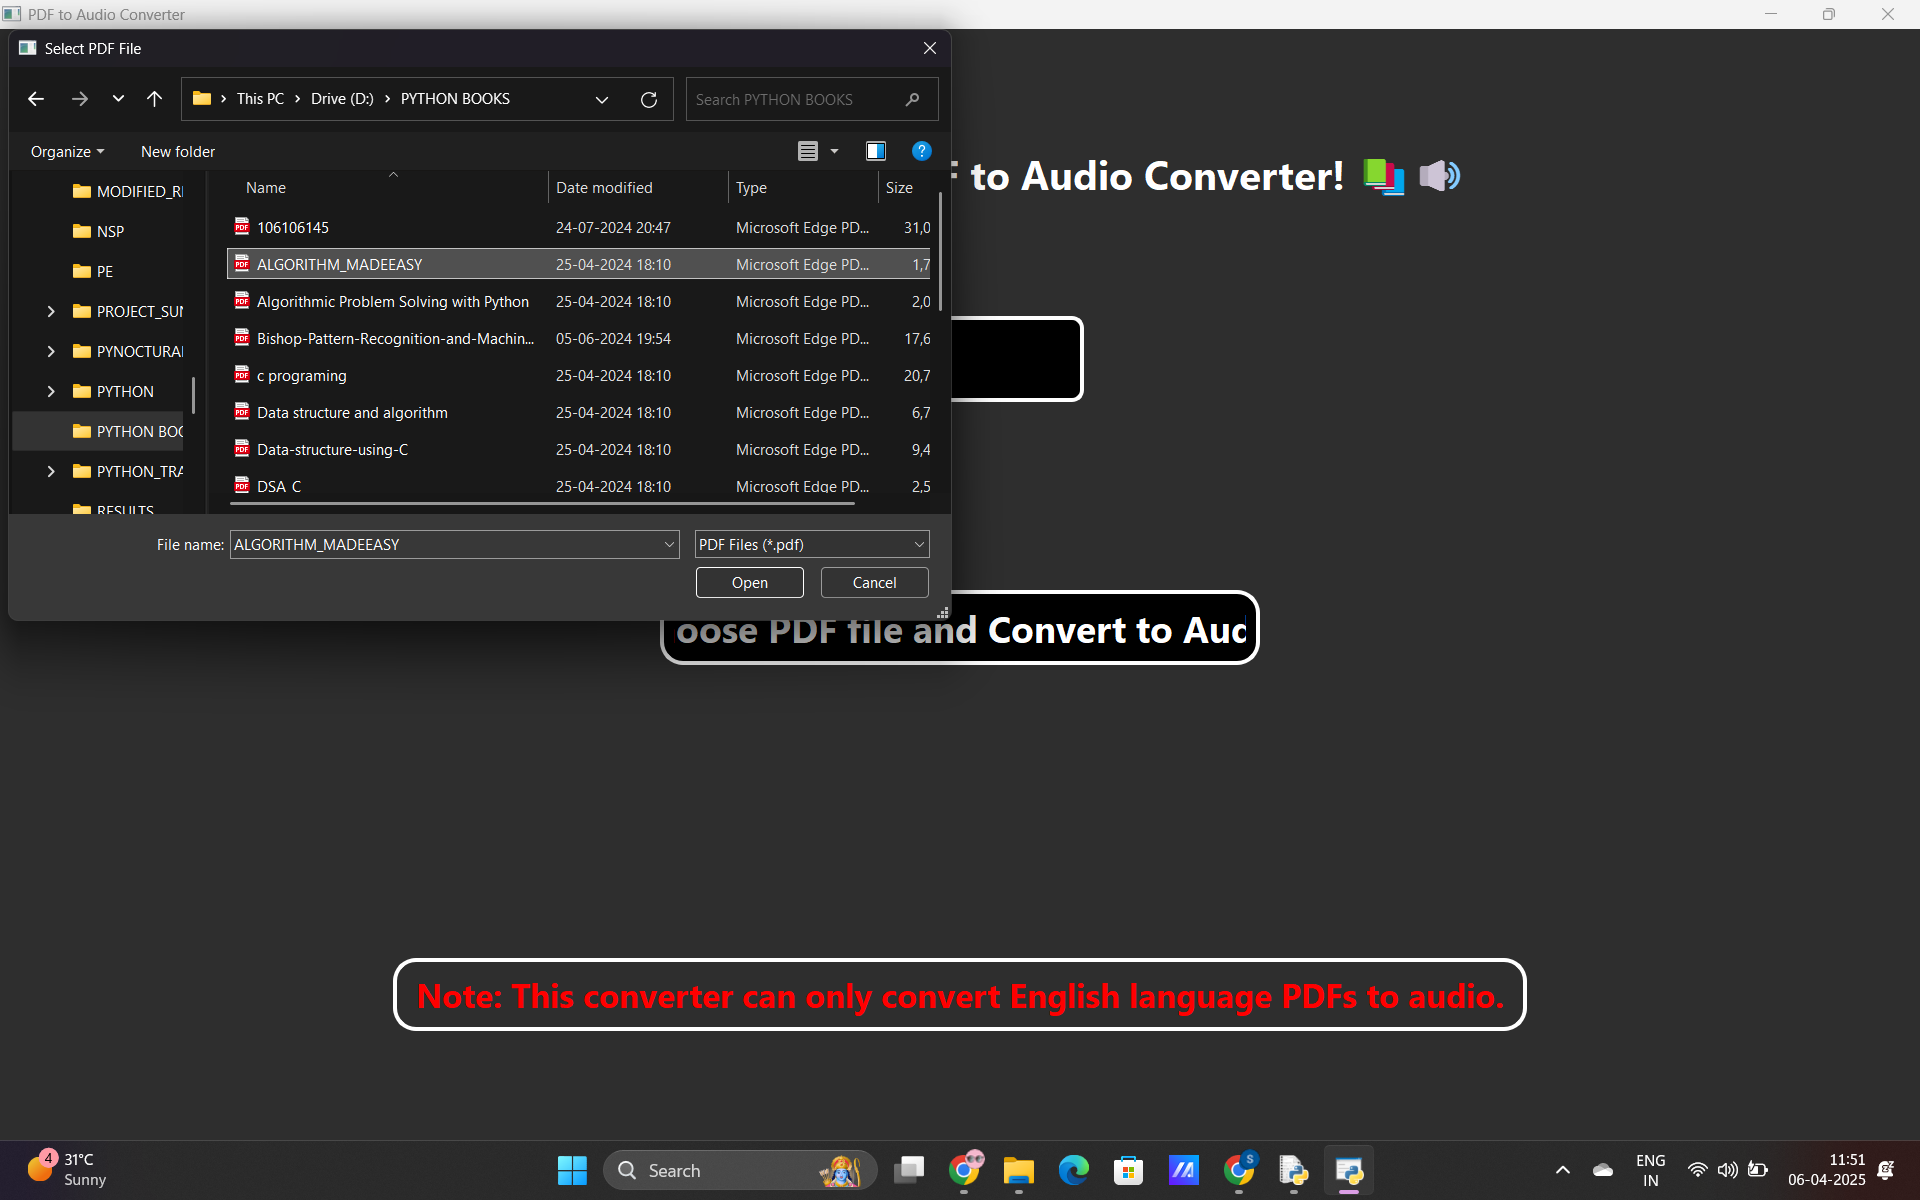 PDF to Audio Converter
Select PDF File
This PC > Drive (D:) > PYTHON BOOKS
Search PYTHON BOOKS
Organize
New folder
Name
Date modified
Type
Size
MODIFIED_RI
NSP
PE
PROJECT_SUN
PYNOCTURAI
PYTHON
PYTHON BOO
PYTHON_TRA
RESULTS
106106145 24-07-2024 20:47 Microsoft Edge PD... 31,0
ALGORITHM_MADEEASY 25-04-2024 18:10 Microsoft Edge PD... 1,7
Algorithmic Problem Solving with Python 25-04-2024 18:10 Microsoft Edge PD... 2,0
Bishop-Pattern-Recognition-and-Machin... 05-06-2024 19:54 Microsoft Edge PD... 17,6
c programing 25-04-2024 18:10 Microsoft Edge PD... 20,7
Data structure and algorithm 25-04-2024 18:10 Microsoft Edge PD... 6,7
Data-structure-using-C 25-04-2024 18:10 Microsoft Edge PD... 9,4
DSA_C 25-04-2024 18:10 Microsoft Edge PD... 2,5
File name: ALGORITHM_MADEEASY
PDF Files (*.pdf)
Open
Cancel
to Audio Converter!
oose PDF file and Convert to Aud
Note: This converter can only convert English language PDFs to audio.
4
31°C
Sunny
Search
S
ENG
IN
11:51
06-04-2025